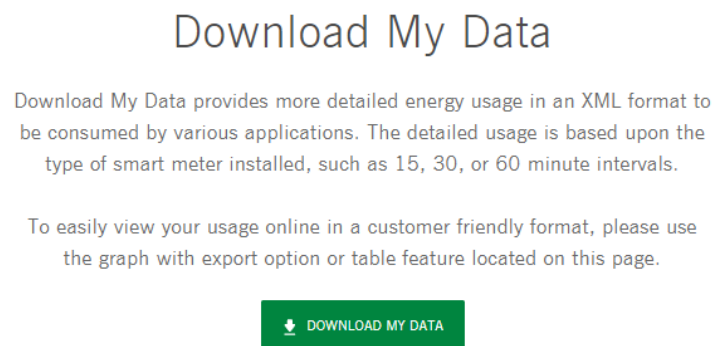 Download My Data
Download My Data provides more detailed energy usage in an XML format to
be consumed by various applications. The detailed usage is based upon the
type of smart meter installed, such as 15, 30, or 60 minute intervals.
To easily view your usage online in a customer friendly format, please use
the graph with export option or table feature located on this page.
DOWNLOAD MY DATA